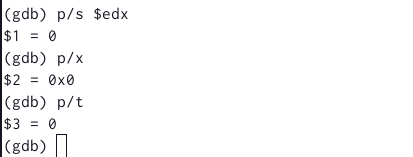 (gdb) p/s $edx
$1 = 0
(gdb) p/x
$2 = 0x0
(gdb) p/t
$3 = 0
(gdb)